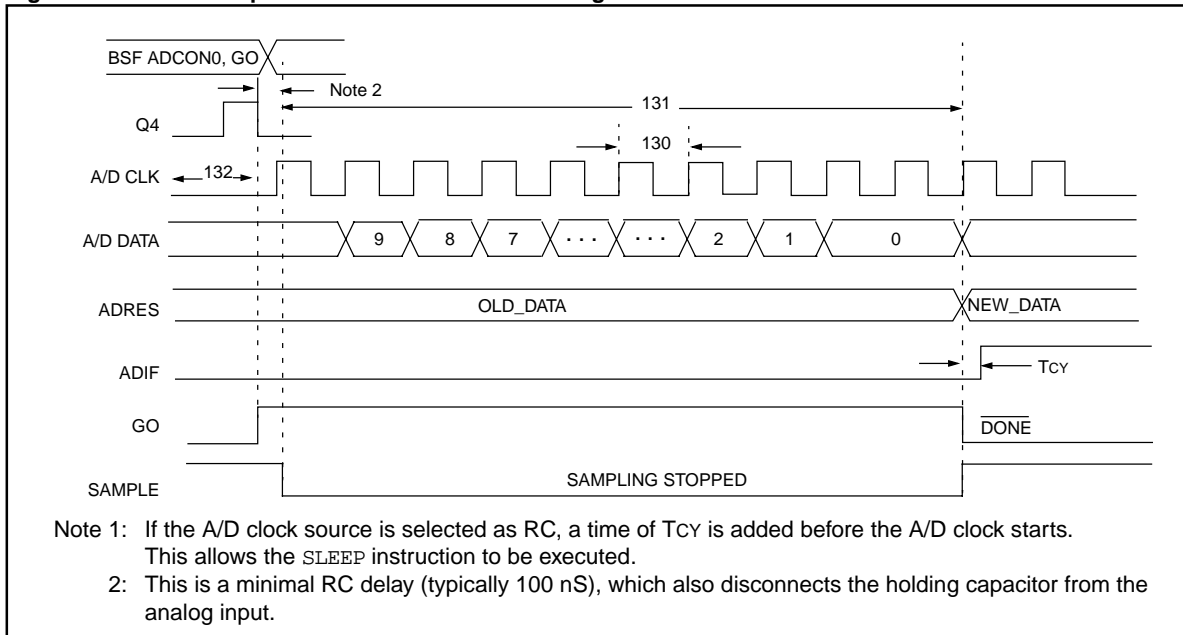 BSF ADCON0, GO
Note 2
131
Q4
130
A/D CLK
132
A/D DATA
9 8 7 · · · · · · 2 1 0
ADRES
OLD_DATA
NEW_DATA
ADIF
TCY
GO
DONE
SAMPLE
SAMPLING STOPPED
Note 1: If the A/D clock source is selected as RC, a time of TCY is added before the A/D clock starts.
This allows the SLEEP instruction to be executed.
2: This is a minimal RC delay (typically 100 nS), which also disconnects the holding capacitor from the
analog input.